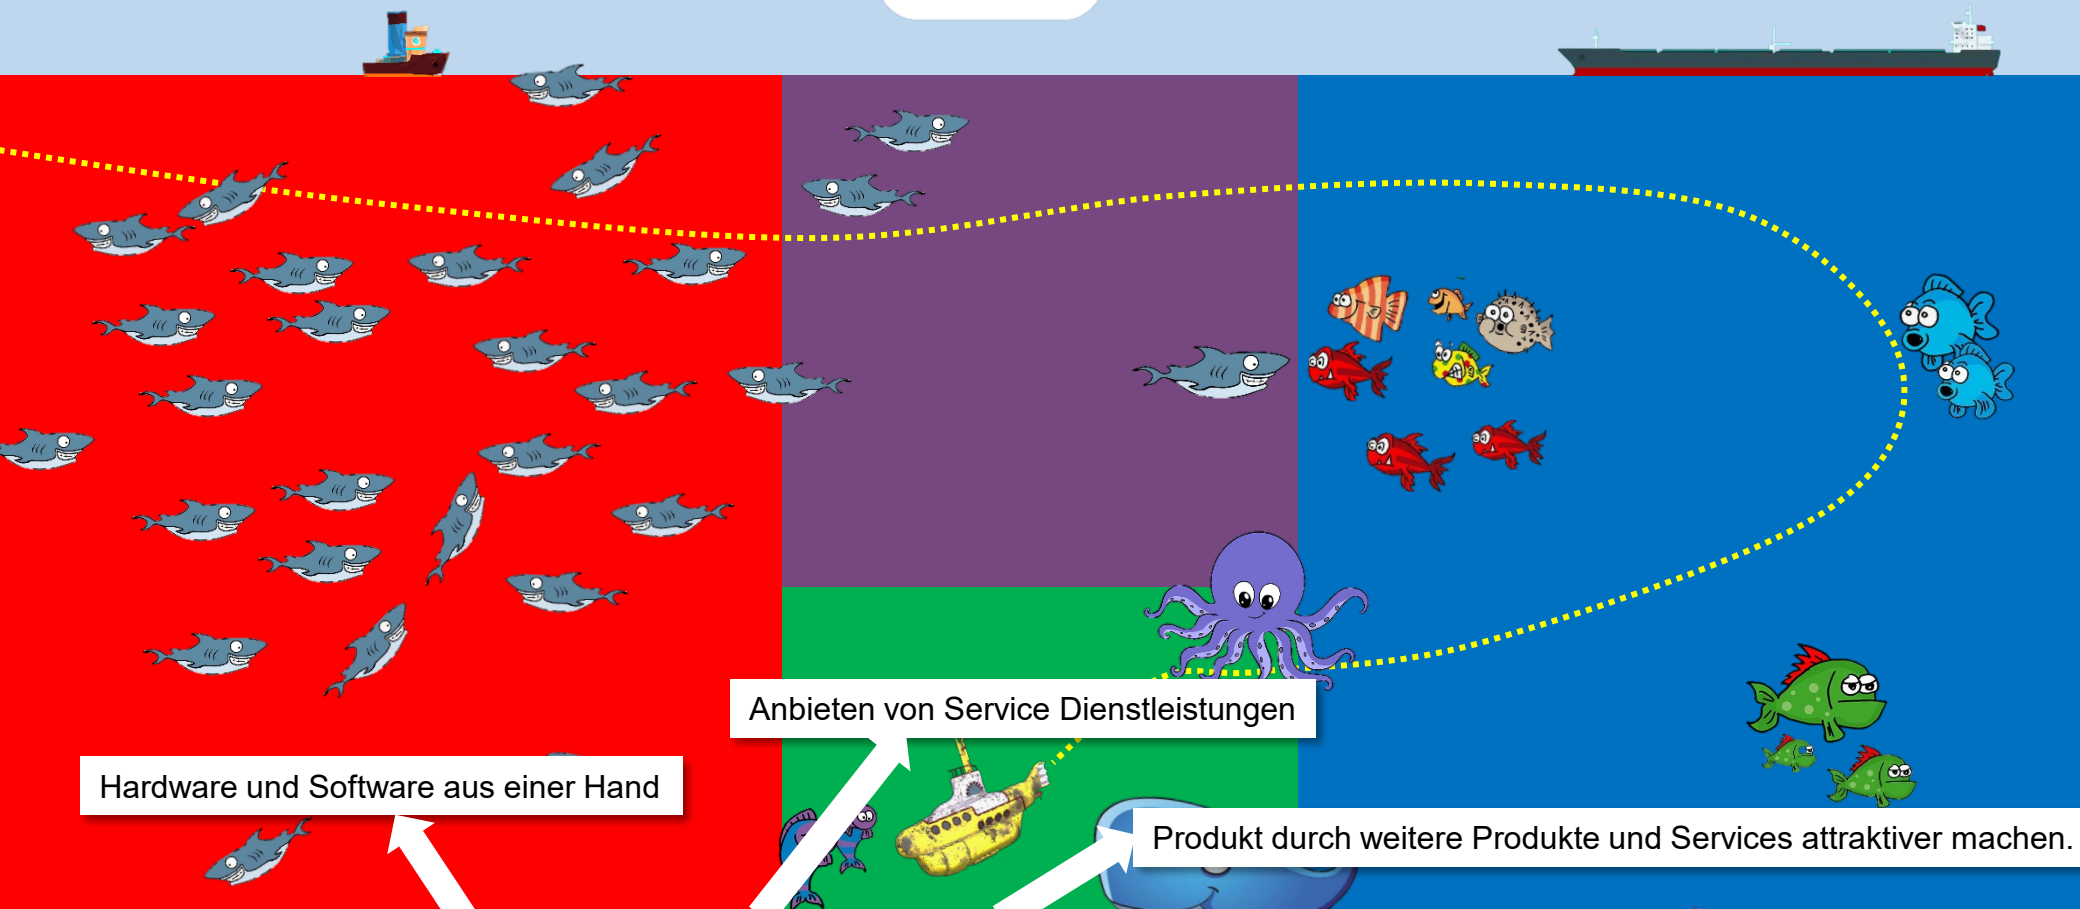 Anbieten von Service Dienstleistungen
Hardware und Software aus einer Hand
Produkt durch weitere Produkte und Services attraktiver machen.